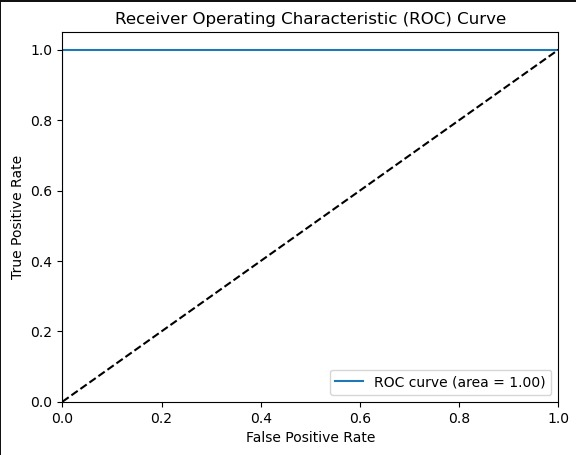 Receiver Operating Characteristic (ROC) Curve
1.0
0.8
0.6
0.4
0.2
0.0
True Positive Rate
ROC curve (area = 1.00)
0.0 0.2 0.4 0.6 0.8 1.0
False Positive Rate